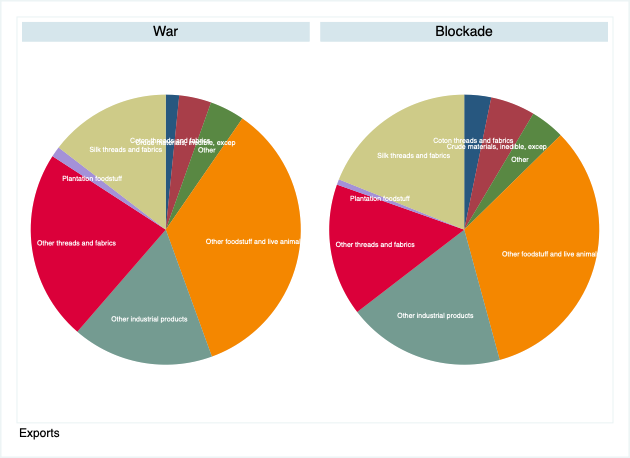 War
Blockade
Coton threads and fabrics
Crude materials, inedible, excep
Silk threads and fabrics
Other
Plantation foodstuff
Other threads and fabrics
Other foodstuff and live animal
Other industrial products
Coton threads and fabrics
Crude materials, inedible, excep
Silk threads and fabrics
Other
Plantation foodstuff
Other threads and fabrics
Other foodstuff and live animal
Other industrial products
Exports